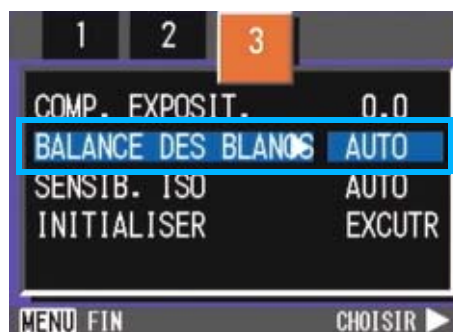 1 2 3
COMP. EXPOSIT. 0.0
BALANCE DES BLANCS AUTO
SENSIB. ISO AUTO
INITIALISER EXCUTR
MENU FIN CHOISIR